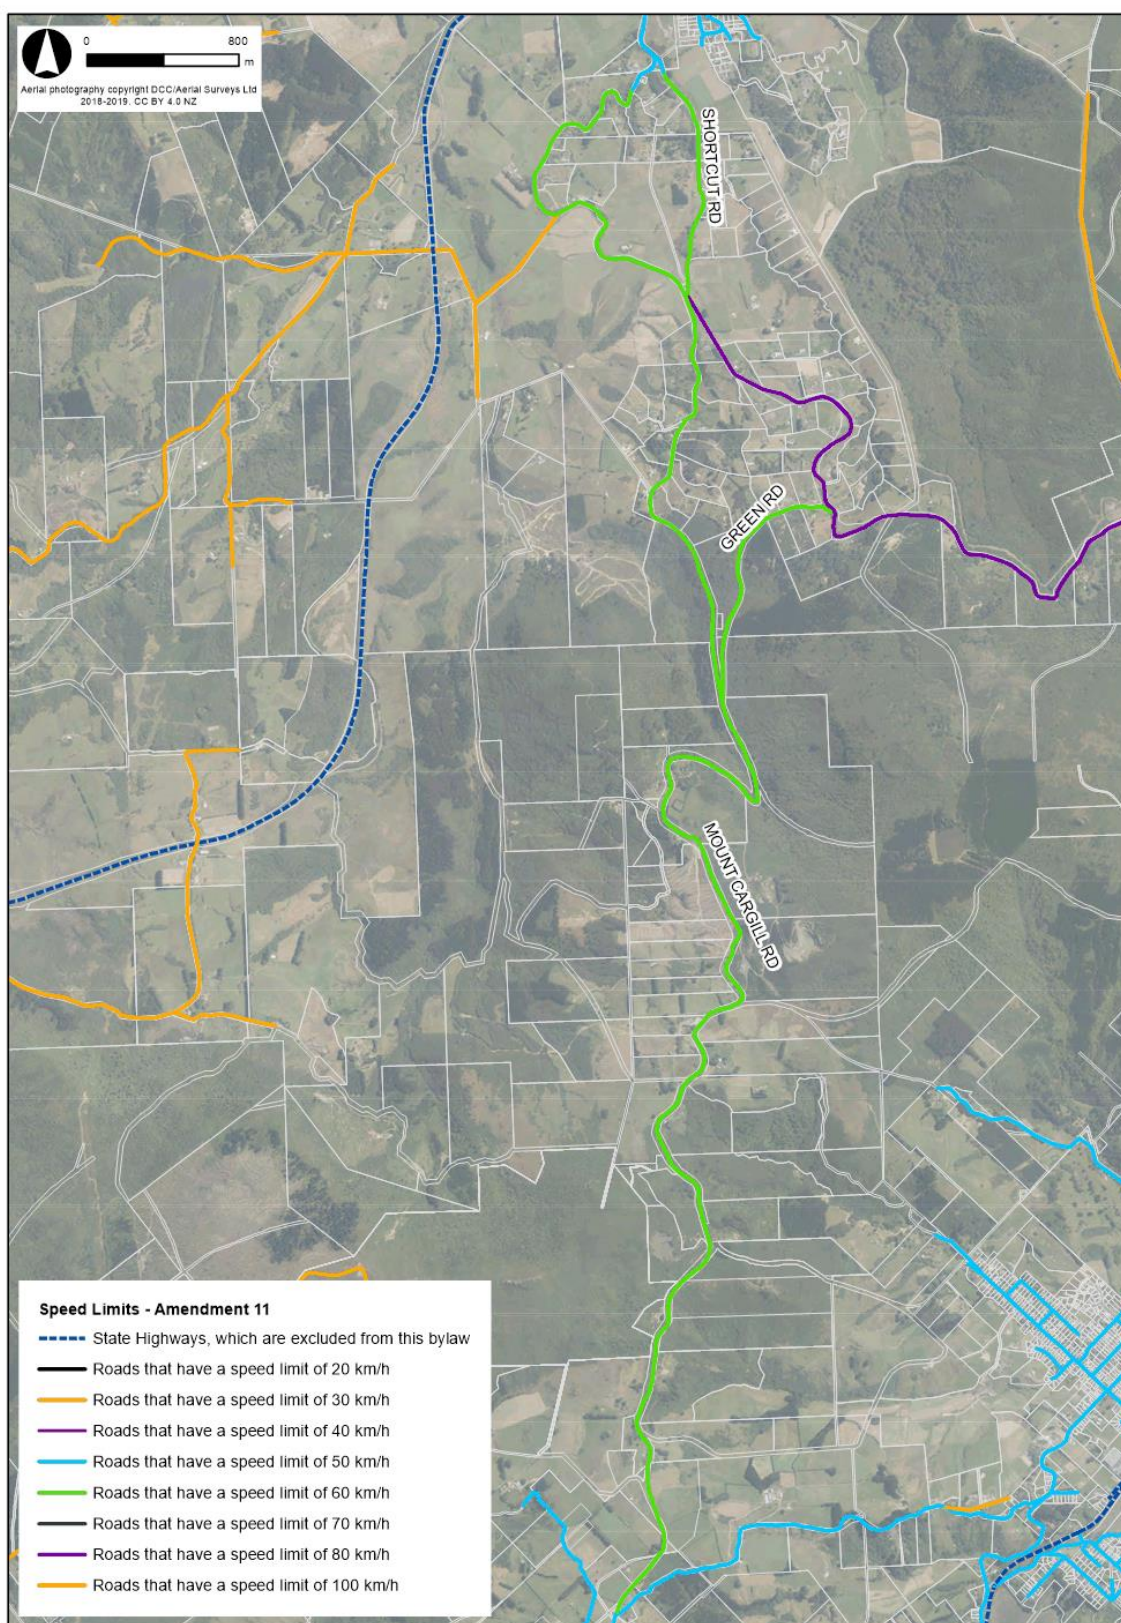 0 800
m
Aerial photography copyright DCC/Aerial Surveys Ltd
2018-2019. CC BY 4.0 NZ
SHORTCUT RD
GREEN RD
MOUNT CARGILL RD
Speed Limits - Amendment 11
State Highways, which are excluded from this bylaw
Roads that have a speed limit of 20 km/h
Roads that have a speed limit of 30 km/h
Roads that have a speed limit of 40 km/h
Roads that have a speed limit of 50 km/h
Roads that have a speed limit of 60 km/h
Roads that have a speed limit of 70 km/h
Roads that have a speed limit of 80 km/h
Roads that have a speed limit of 100 km/h